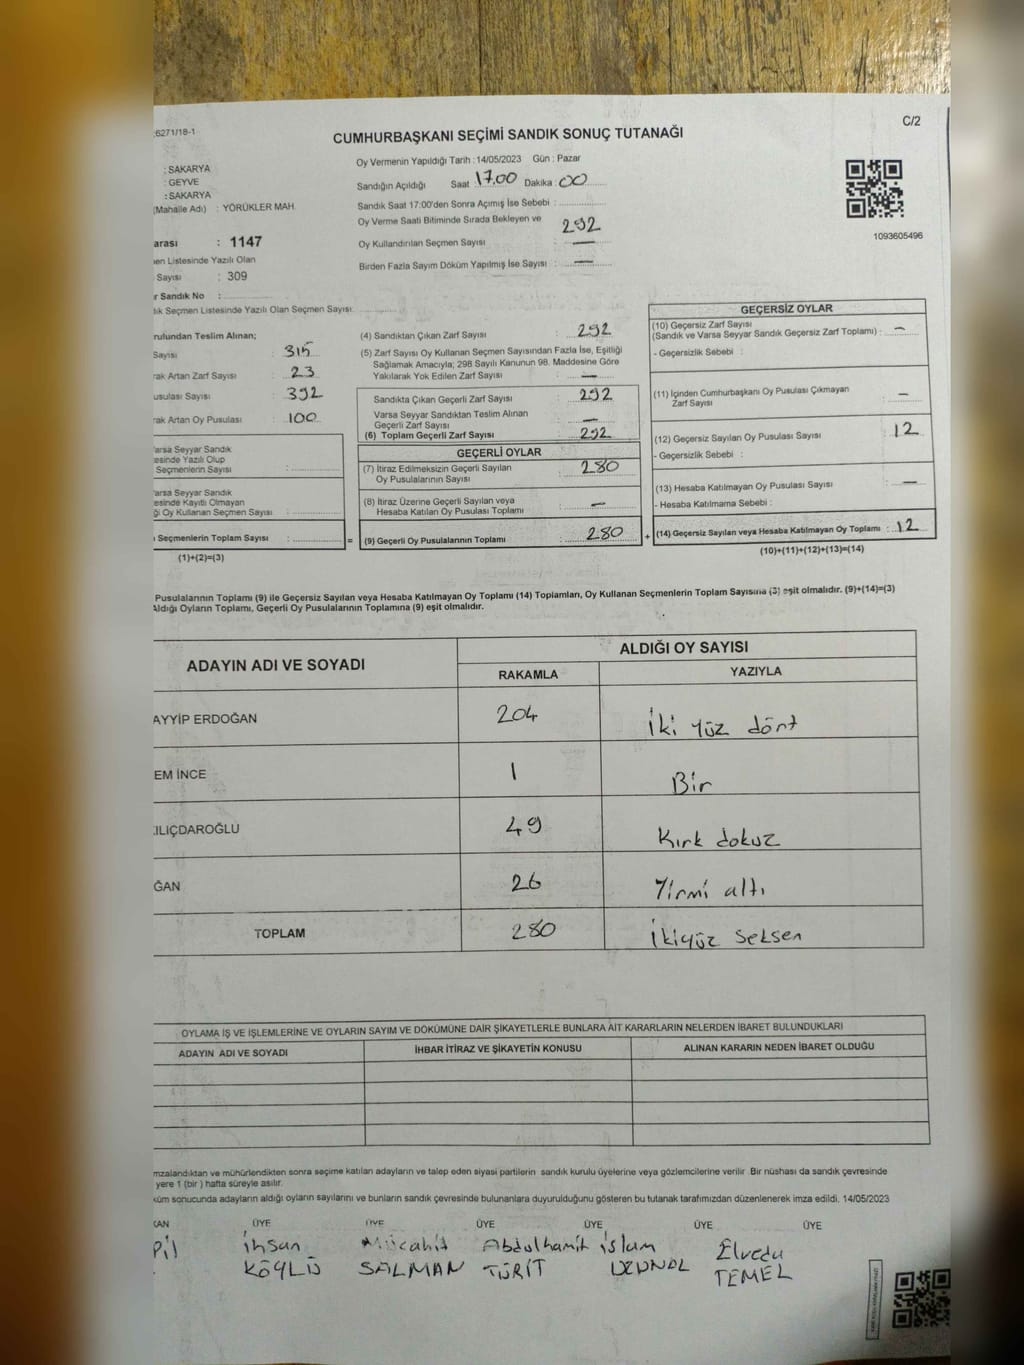 6271/18-1
C/2
CUMHURBAŞKANI SEÇİMİ SANDIK SONUÇ TUTANAĞI
: SAKARYA
: GEYVE
: SAKARYA
(Mahalle Adı) : YÖRÜKLER MAH.
arası : 1147
en Listesinde Yazılı Olan
Sayısı : 309
r Sandık No :
ık Seçmen Listesinde Yazılı Olan Seçmen Sayısı:
Oy Vermenin Yapıldığı Tarih : 14/05/2023 Gün : Pazar
Sandığın Açıldığı Saat : 17.00 Dakika : 00
Sandık Saat 17:00'den Sonra Açımış İse Sebebi :
Oy Verme Saati Bitiminde Sırada Bekleyen ve 292
Oy Kullandırılan Seçmen Sayısı : —
Birden Fazla Sayım Döküm Yapılmış İse Sayısı : —
1093605496
rulundan Teslim Alınan;
Sayısı : 315
rak Artan Zarf Sayısı : 23
usulası Sayısı : 392
rak Artan Oy Pusulası : 100
Varsa Seyyar Sandık
esinde Yazılı Olup
Seçmenlerin Sayısı :
Varsa Seyyar Sandık
esinde Kayıtlı Olmayan
ği Oy Kullanan Seçmen Sayısı :
ı Seçmenlerin Toplam Sayısı : =
(1)+(2)=(3)
(4) Sandıktan Çıkan Zarf Sayısı : 292
(5) Zarf Sayısı Oy Kullanan Seçmen Sayısından Fazla İse, Eşitliği
Sağlamak Amacıyla; 298 Sayılı Kanunun 98. Maddesine Göre
Yakılarak Yok Edilen Zarf Sayısı : —
Sandıkta Çıkan Geçerli Zarf Sayısı : 292
Varsa Seyyar Sandıktan Teslim Alınan
Geçerli Zarf Sayısı : —
(6) Toplam Geçerli Zarf Sayısı : 292
GEÇERLİ OYLAR
(7) İtiraz Edilmeksizin Geçerli Sayılan
Oy Pusulalarının Sayısı : 280
(8) İtiraz Üzerine Geçerli Sayılan veya
Hesaba Katılan Oy Pusulası Toplamı : —
(9) Geçerli Oy Pusulalarının Toplamı : 280 +
GEÇERSİZ OYLAR
(10) Geçersiz Zarf Sayısı
(Sandık ve Varsa Seyyar Sandık Geçersiz Zarf Toplamı) : —
- Geçersizlik Sebebi :
(11) İçinden Cumhurbaşkanı Oy Pusulası Çıkmayan
Zarf Sayısı : —
(12) Geçersiz Sayılan Oy Pusulası Sayısı : 12
- Geçersizlik Sebebi :
(13) Hesaba Katılmayan Oy Pusulası Sayısı : —
- Hesaba Katılmama Sebebi :
(14) Geçersiz Sayılan veya Hesaba Katılmayan Oy Toplamı : 12
(10)+(11)+(12)+(13)=(14)
Pusulalarının Toplamı (9) ile Geçersiz Sayılan veya Hesaba Katılmayan Oy Toplamı (14) Toplamları, Oy Kullanan Seçmenlerin Toplam Sayısına (3) eşit olmalıdır. (9)+(14)=(3)
Aldığı Oyların Toplamı, Geçerli Oy Pusulalarının Toplamına (9) eşit olmalıdır.
ADAYIN ADI VE SOYADI
ALDIĞI OY SAYISI
RAKAMLA YAZIYLA
AYYİP ERDOĞAN 204 İki yüz dört
EM İNCE 1 Bir
ILIÇDAROĞLU 49 Kırk dokuz
ĞAN 26 Yirmi altı
TOPLAM 280 İkiyüz Seksen
OYLAMA İŞ VE İŞLEMLERİNE VE OYLARIN SAYIM VE DÖKÜMÜNE DAİR ŞİKAYETLERLE BUNLARA AİT KARARLARIN NELERDEN İBARET BULUNDUKLARI
ADAYIN ADI VE SOYADI İHBAR İTİRAZ VE ŞİKAYETİN KONUSU ALINAN KARARIN NEDEN İBARET OLDUĞU
mzalandıktan ve mühürlendikten sonra seçime katılan adayların ve talep eden siyasi partilerin sandık kurulu üyelerine veya gözlemcilerine verilir. Bir nüshası da sandık çevresinde
yere 1 (bir) hafta süreyle asılır.
küm sonucunda adayların aldığı oyların sayılarını ve bunların sandık çevresinde bulunanlara duyurulduğunu gösteren bu tutanak tarafımızdan düzenlenerek imza edildi. 14/05/2023
KAN ÜYE ÜYE ÜYE ÜYE ÜYE ÜYE
pil ihsan Mücahit Abdulhamit islam Elveda
KÖYLÜ SALMAN TÜRİT UZUNAL TEMEL